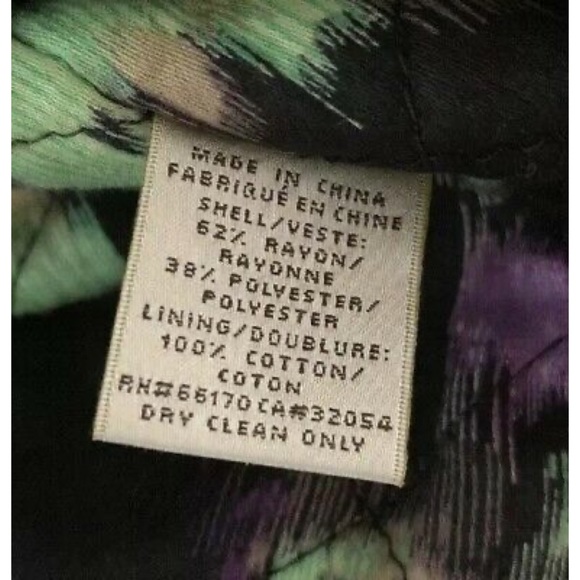 MADE IN CHINA
FABRIQUÉ EN CHINE
SHELL/VESTE:
62% RAYON/
RAYONNE
38% POLYESTER/
POLYESTER
LINING/DOUBLURE:
100% COTTON/
COTON
RN#66170 CA#32054
DRY CLEAN ONLY